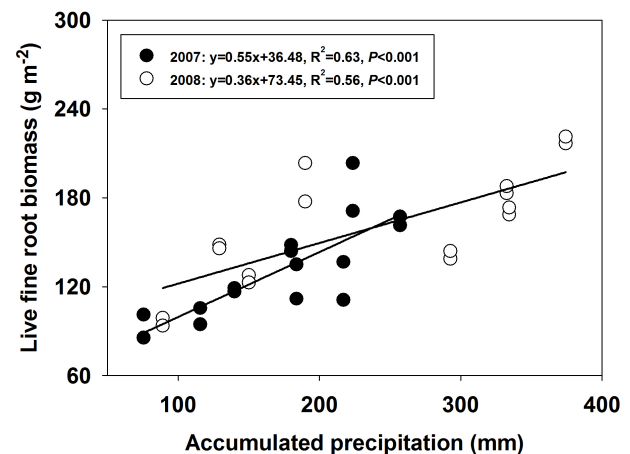 300
240
180
120
60
Live fine root biomass (g m-2)
2007: y=0.55x+36.48, R2=0.63, P<0.001
2008: y=0.36x+73.45, R2=0.56, P<0.001
100 200 300 400
Accumulated precipitation (mm)